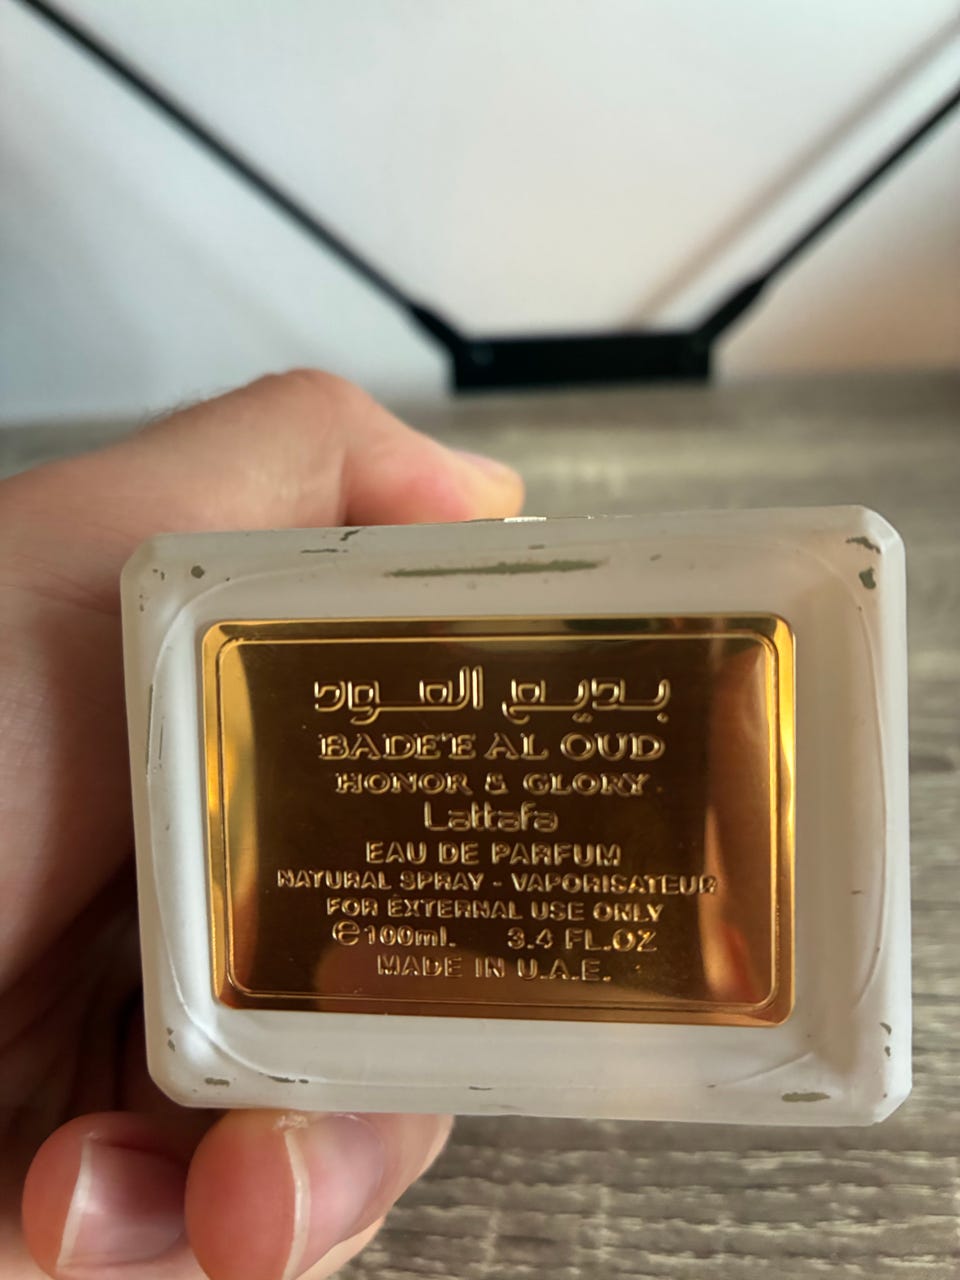 بديع العود
BADE'E AL OUD
HONOR & GLORY
Lattafa
EAU DE PARFUM
NATURAL SPRAY - VAPORISATEUR
FOR EXTERNAL USE ONLY
℮100ml. 3.4 FL.OZ
MADE IN U.A.E.